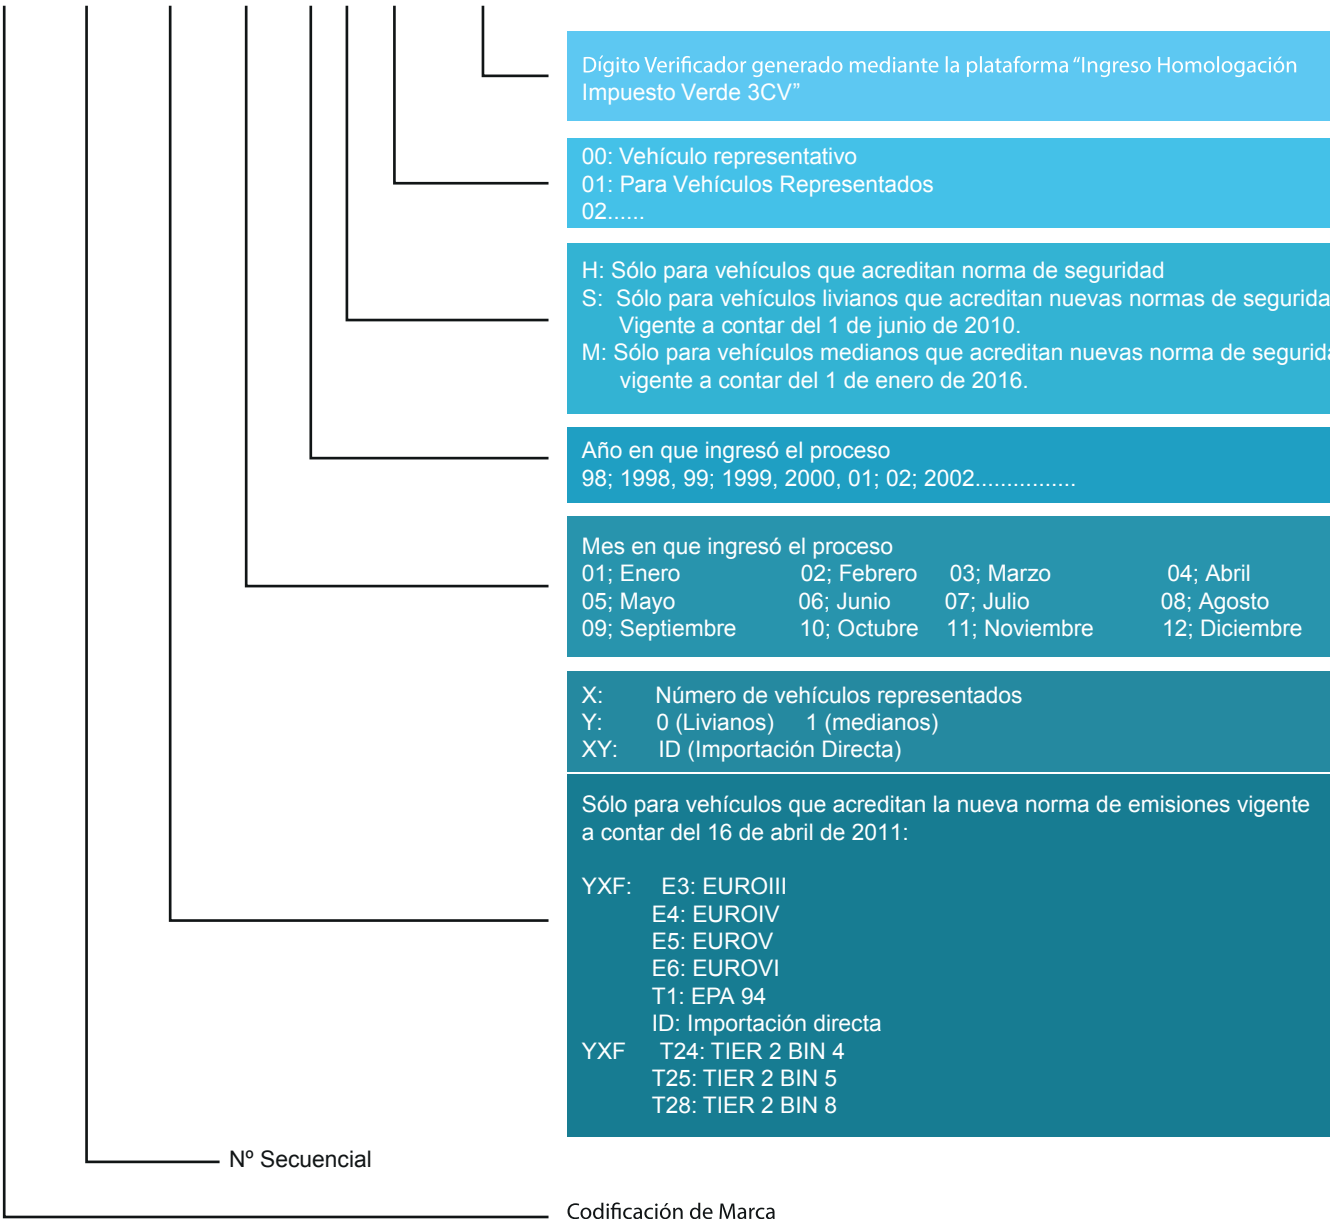 Dígito Verificador generado mediante la plataforma “Ingreso Homologación
Impuesto Verde 3CV”
00: Vehículo representativo
01: Para Vehículos Representados
02......
H: Sólo para vehículos que acreditan norma de seguridad
S: Sólo para vehículos livianos que acreditan nuevas normas de segurida
Vigente a contar del 1 de junio de 2010.
M: Sólo para vehículos medianos que acreditan nuevas norma de segurida
vigente a contar del 1 de enero de 2016.
Año en que ingresó el proceso
98; 1998, 99; 1999, 2000, 01; 02; 2002................
Mes en que ingresó el proceso
01; Enero 02; Febrero 03; Marzo 04; Abril
05; Mayo 06; Junio 07; Julio 08; Agosto
09; Septiembre 10; Octubre 11; Noviembre 12; Diciembre
X: Número de vehículos representados
Y: 0 (Livianos) 1 (medianos)
XY: ID (Importación Directa)
Sólo para vehículos que acreditan la nueva norma de emisiones vigente
a contar del 16 de abril de 2011:
YXF: E3: EUROIII
E4: EUROIV
E5: EUROV
E6: EUROVI
T1: EPA 94
ID: Importación directa
YXF T24: TIER 2 BIN 4
T25: TIER 2 BIN 5
T28: TIER 2 BIN 8
Nº Secuencial
Codificación de Marca